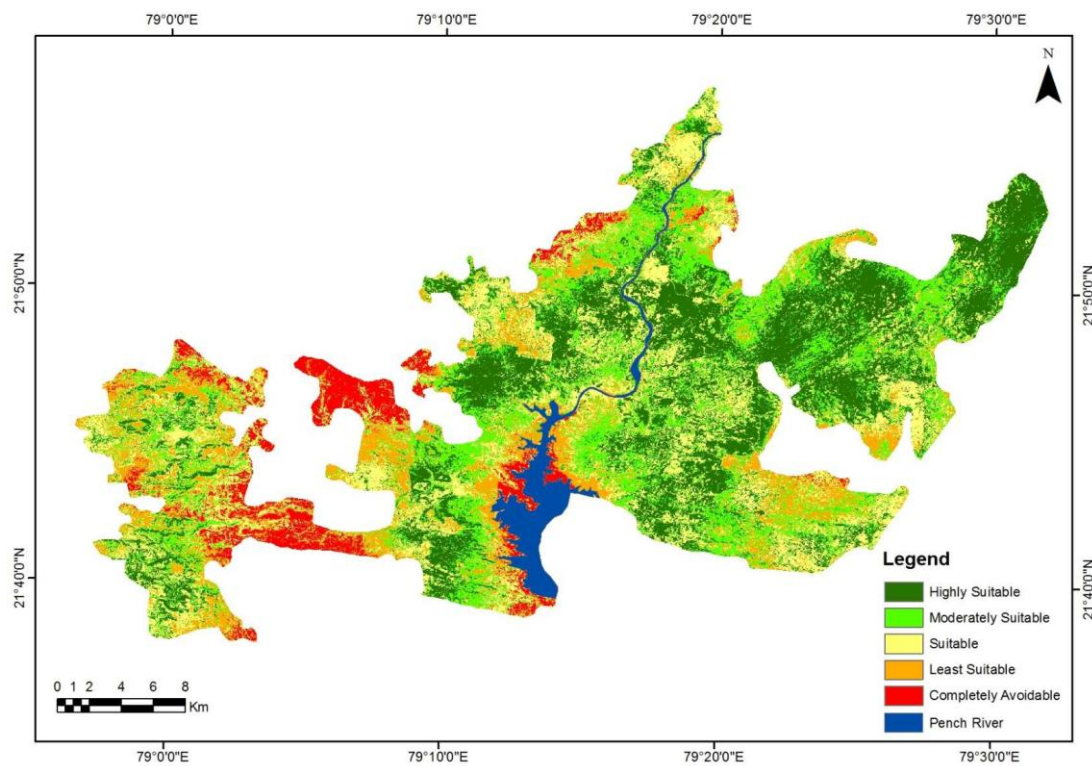 79°0'0"E 79°10'0"E 79°20'0"E 79°30'0"E
N
21°50'0"N 21°50'0"N
21°40'0"N 21°40'0"N
Legend
Highly Suitable
Moderately Suitable
Suitable
Least Suitable
Completely Avoidable
Pench River
0 1 2 4 6 8
Km
79°0'0"E 79°10'0"E 79°20'0"E 79°30'0"E